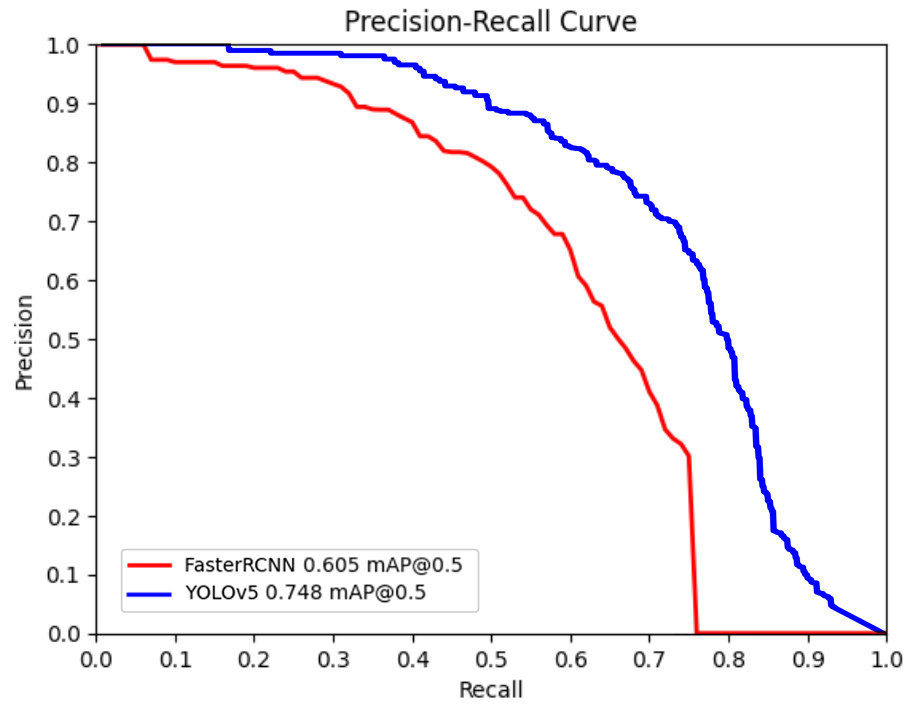 Precision-Recall Curve
1.0
0.9
0.8
0.7
0.6
0.5
0.4
0.3
0.2
0.1
0.0
Precision
FasterRCNN 0.605 mAP@0.5
YOLOv5 0.748 mAP@0.5
0.0 0.1 0.2 0.3 0.4 0.5 0.6 0.7 0.8 0.9 1.0
Recall